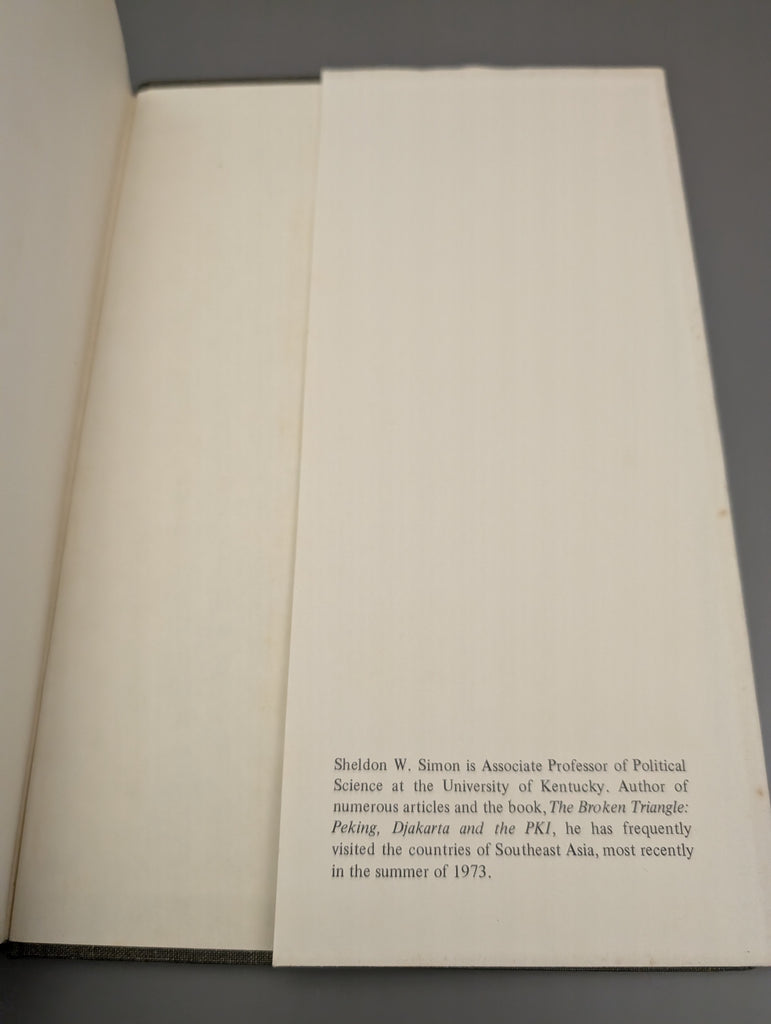 Sheldon W. Simon is Associate Professor of Political
Science at the University of Kentucky. Author of
numerous articles and the book, The Broken Triangle:
Peking, Djakarta and the PKI, he has frequently
visited the countries of Southeast Asia, most recently
in the summer of 1973.